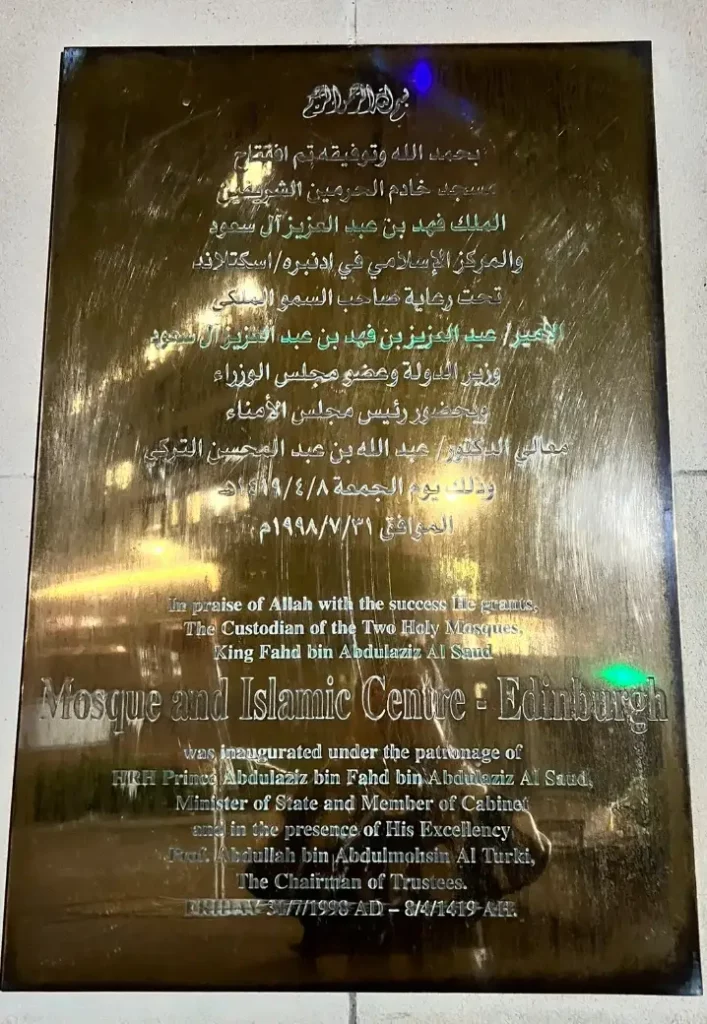 بسم الله الرحمن الرحيم
بحمد الله وتوفيقه تم افتتاح
مسجد خادم الحرمين الشريفين
الملك فهد بن عبد العزيز آل سعود
والمركز الإسلامي في إدنبره/اسكتلاند
تحت رعاية صاحب السمو الملكي
الأمير/ عبد العزيز بن فهد بن عبد العزيز آل سعود
وزير الدولة وعضو مجلس الوزراء
وبحضور رئيس مجلس الأمناء
معالي الدكتور/ عبد الله بن عبد المحسن التركي
وذلك يوم الجمعة ١٤١٩/٤/٨هـ
الموافق ١٩٩٨/٧/٣١م
In praise of Allah with the success He grants,
The Custodian of the Two Holy Mosques,
King Fahd bin Abdulaziz Al Saud
Mosque and Islamic Centre - Edinburgh
was inaugurated under the patronage of
HRH Prince Abdulaziz bin Fahd bin Abdulaziz Al Saud,
Minister of State and Member of Cabinet
and in the presence of His Excellency
Prof. Abdullah bin Abdulmohsin Al Turki,
The Chairman of Trustees.
FRIDAY 31/7/1998 AD – 8/4/1419 AH.